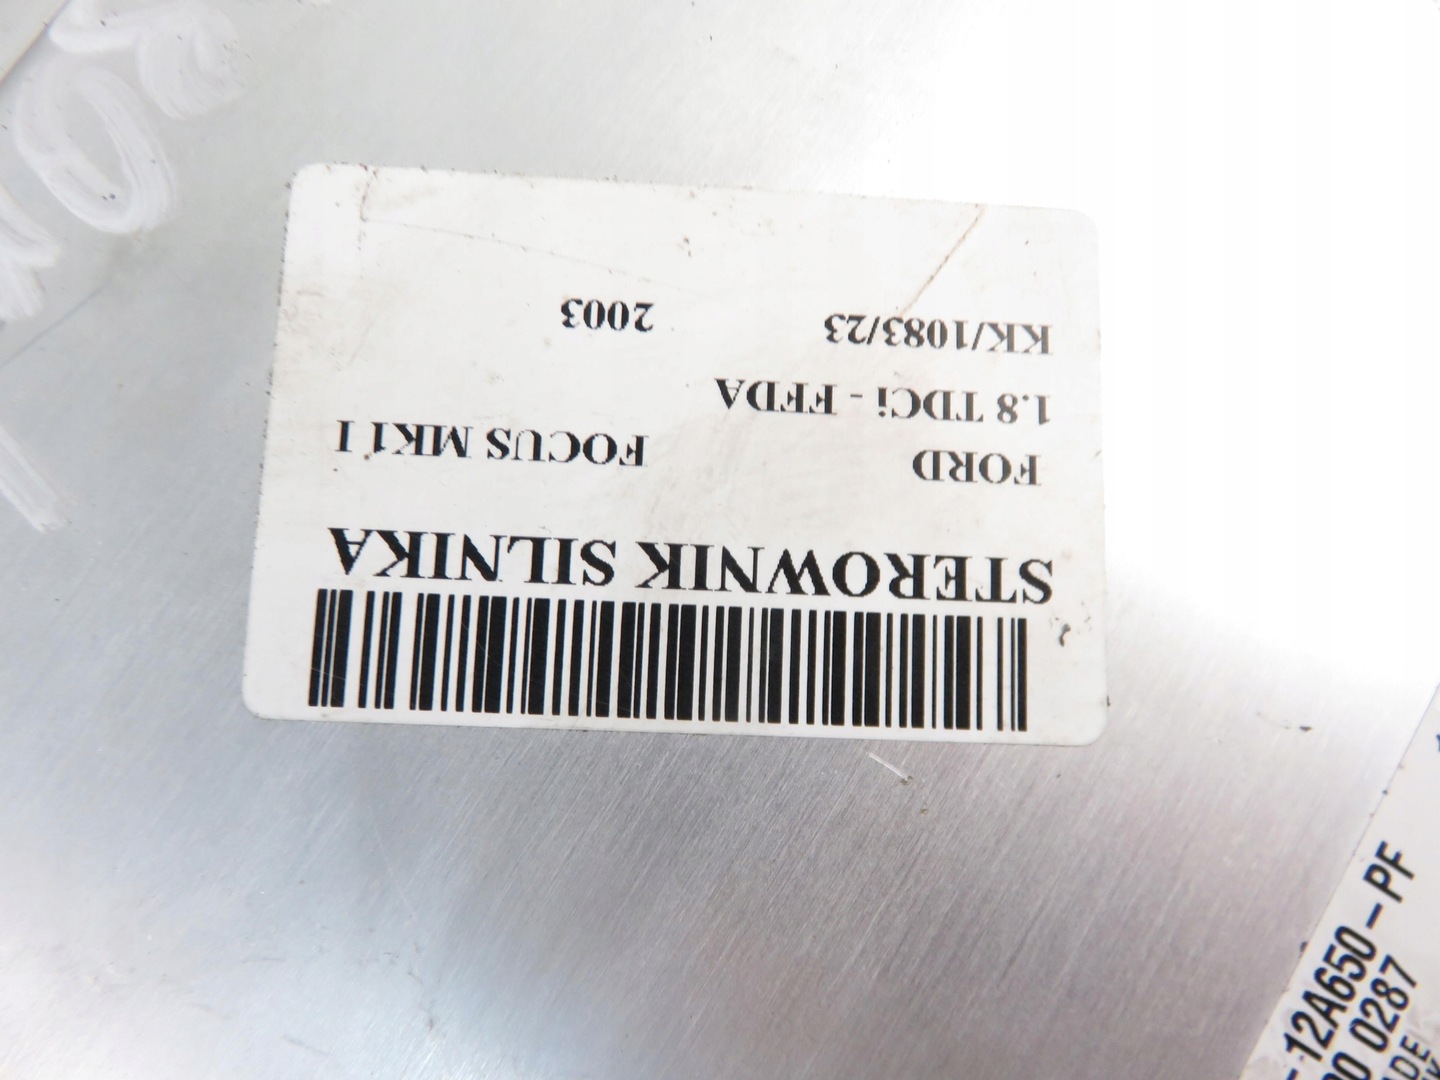 STEROWNIK SILNIKA
FORD FOCUS MK1 I
1.8 TDCi - FFDA
KK/1083/23 2003
-12A650-PF
0287